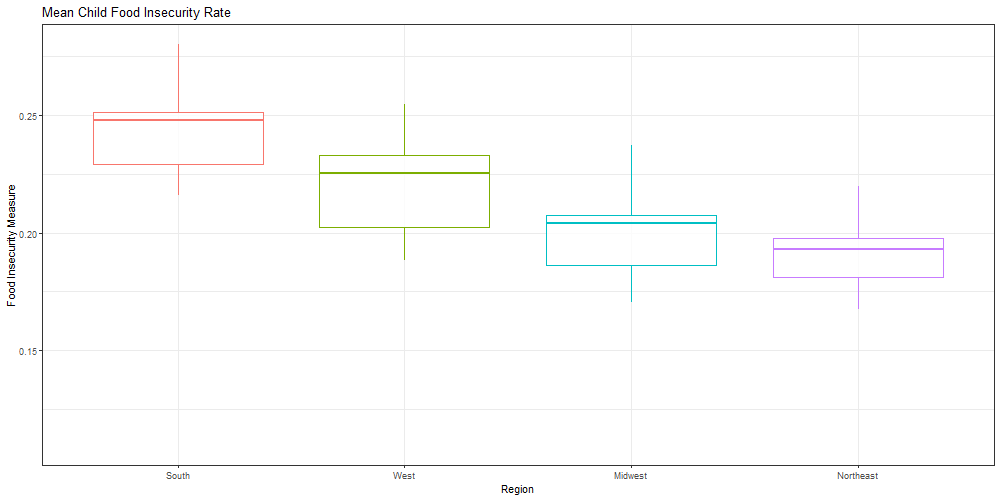 Mean Child Food Insecurity Rate
Food Insecurity Measure
0.25
0.20
0.15
South
West
Midwest
Northeast
Region